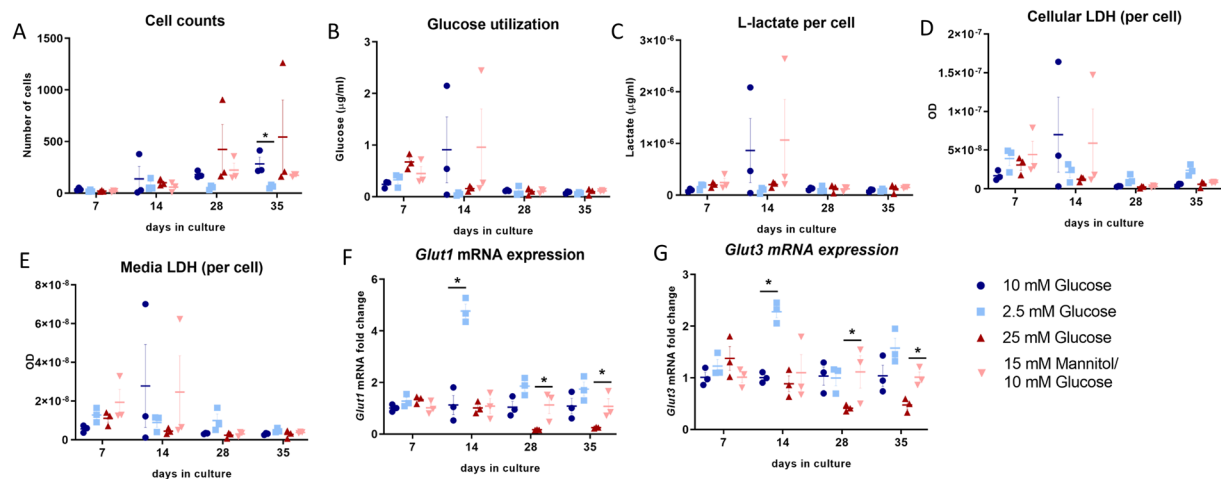 A
Cell counts
Number of cells
1500
1000
500
0
*
7 14 28 35
days in culture
B
Glucose utilization
Glucose (μg/ml)
3
2
1
0
7 14 28 35
days in culture
C
L-lactate per cell
Lactate (μg/ml)
3×10-6
2×10-6
1×10-6
0
7 14 28 35
days in culture
D
Cellular LDH (per cell)
OD
2×10-7
1.5×10-7
1×10-7
5×10-8
0
7 14 28 35
days in culture
E
Media LDH (per cell)
OD
8×10-8
6×10-8
4×10-8
2×10-8
0
7 14 28 35
days in culture
F
Glut1 mRNA expression
Glut1 mRNA fold change
6
4
2
0
* * *
7 14 28 35
days in culture
G
Glut3 mRNA expression
Glut3 mRNA fold change
3
2
1
0
* * *
7 14 28 35
days in culture
10 mM Glucose
2.5 mM Glucose
25 mM Glucose
15 mM Mannitol/
10 mM Glucose